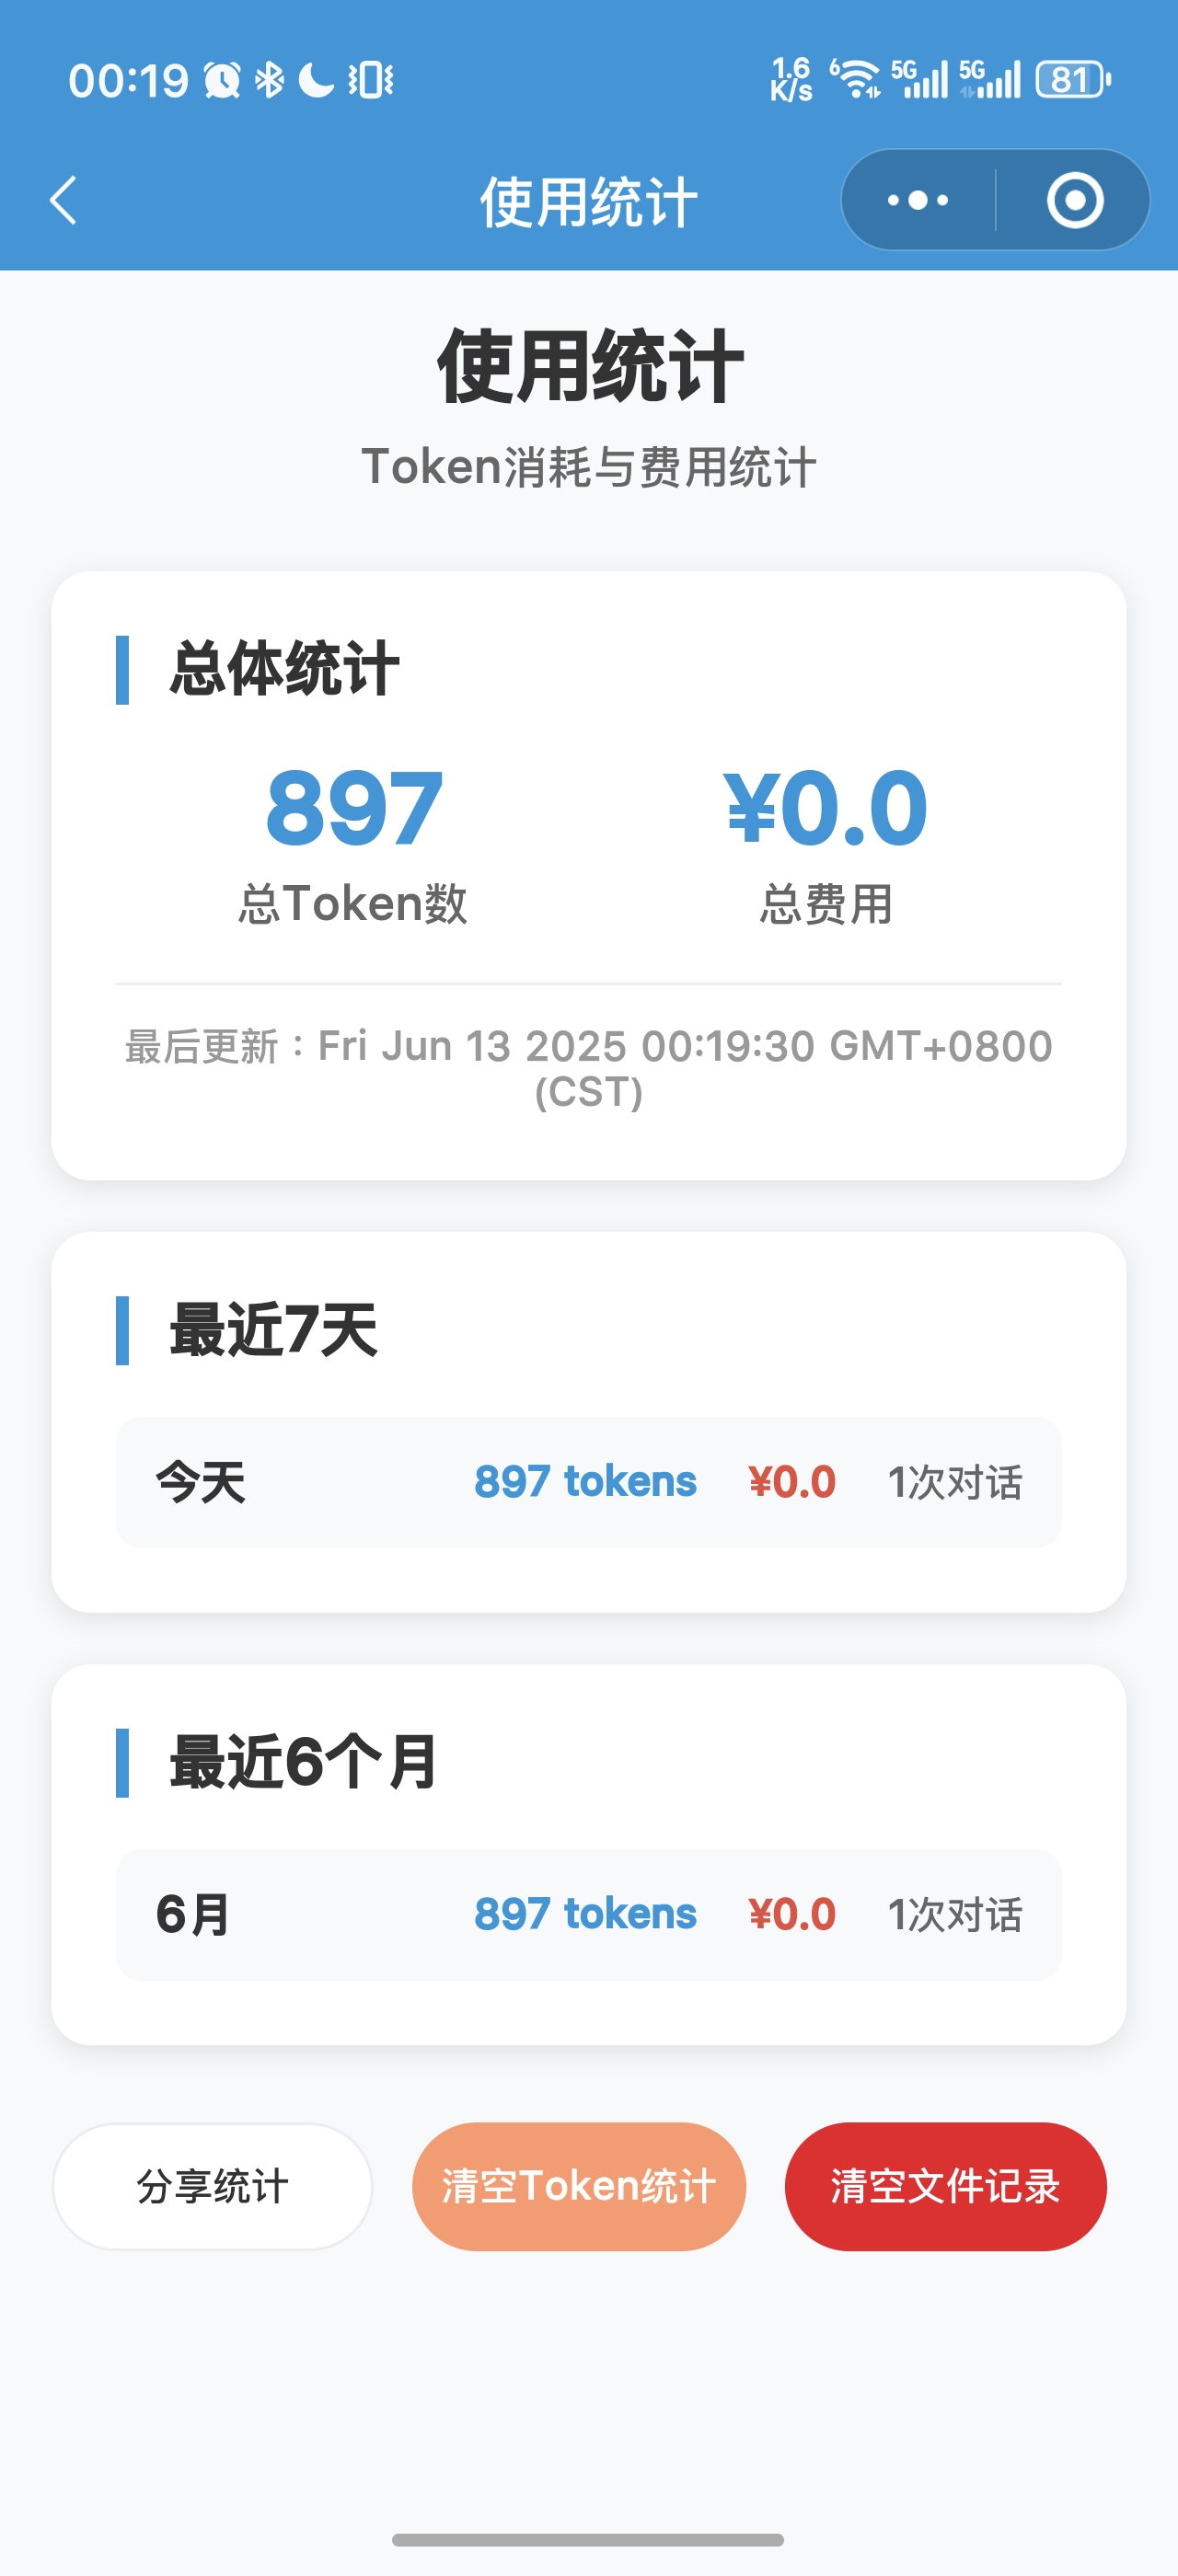 00:19
1.6 K/s 6 5G 5G 81
使用统计
使用统计
Token消耗与费用统计
总体统计
897 ¥0.0
总Token数 总费用
最后更新：Fri Jun 13 2025 00:19:30 GMT+0800
(CST)
最近7天
今天 897 tokens ¥0.0 1次对话
最近6个月
6月 897 tokens ¥0.0 1次对话
分享统计 清空Token统计 清空文件记录